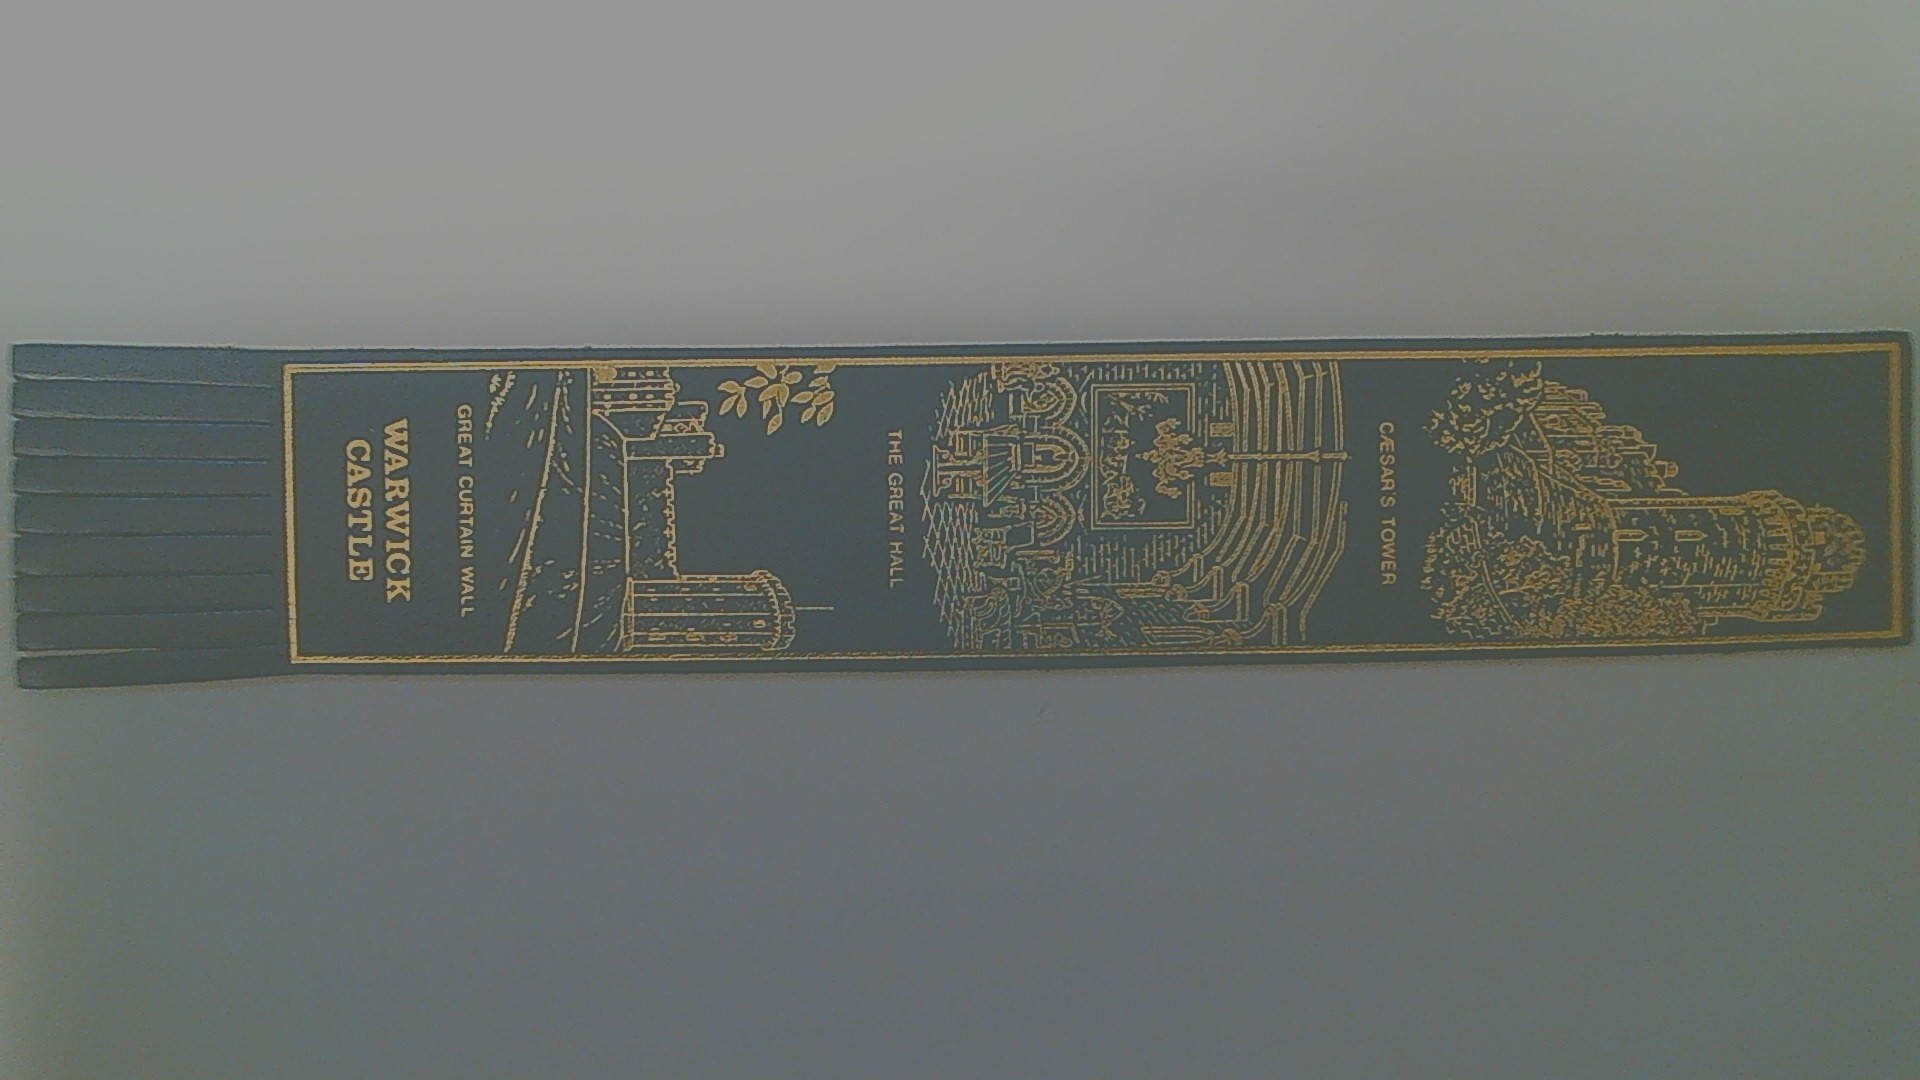 CÆSAR'S TOWER
THE GREAT HALL
GREAT CURTAIN WALL
WARWICK
CASTLE